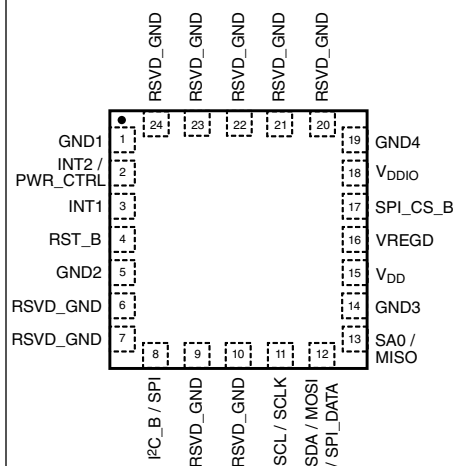 RSVD_GND
RSVD_GND
RSVD_GND
RSVD_GND
RSVD_GND
24
23
22
21
20
GND1
1
INT2 /
PWR_CTRL
2
INT1
3
RST_B
4
GND2
5
RSVD_GND
6
RSVD_GND
7
19
GND4
18
VDDIO
17
SPI_CS_B
16
VREGD
15
VDD
14
GND3
13
SA0 /
MISO
8
9
10
11
12
I²C_B / SPI
RSVD_GND
RSVD_GND
SCL / SCLK
SDA / MOSI
/ SPI_DATA